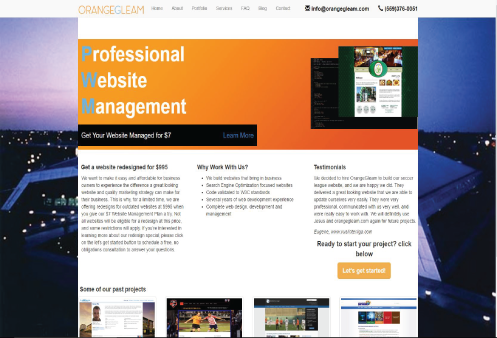 ORANGEGLEAM
Home About Portfolio Services FAQ Blog Contact
info@orangegleam.com
Professional
Website
Management
Get Your Website Managed for $7 Learn More
Get a website redesigned for $995
We want to make it easy and affordable for business
owners to experience the difference a great looking
website and quality marketing strategy can make for
their business. This is why, for a limited time, we are
offering redesigns for outdated websites at $995 when
you give our $7 Website Management Plan a try. Not
all websites will be eligible for a redesign at this price
and some restrictions will apply. If you're interested in
learning more about our redesign special, please click
on the let's get started button to schedule a free, no
obligations consultation to answer your questions.
Why Work With Us?
We build websites that bring in business
Search Engine Optimization focused websites
Code validated to W3C standards
Several years of web development experience
Complete web design, development and
management
Testimonials
We decided to hire OrangeGleam to build our soccer
league website, and we are happy we did. They
delivered a great looking website that we are able to
update ourselves very easily. They were very
professional, communicated with us very well, and
were really easy to work with. We will definitely use
and orangegleam.com again for future projects.
Ready to start your project? click
below
Let's get started!
Some of our past projects